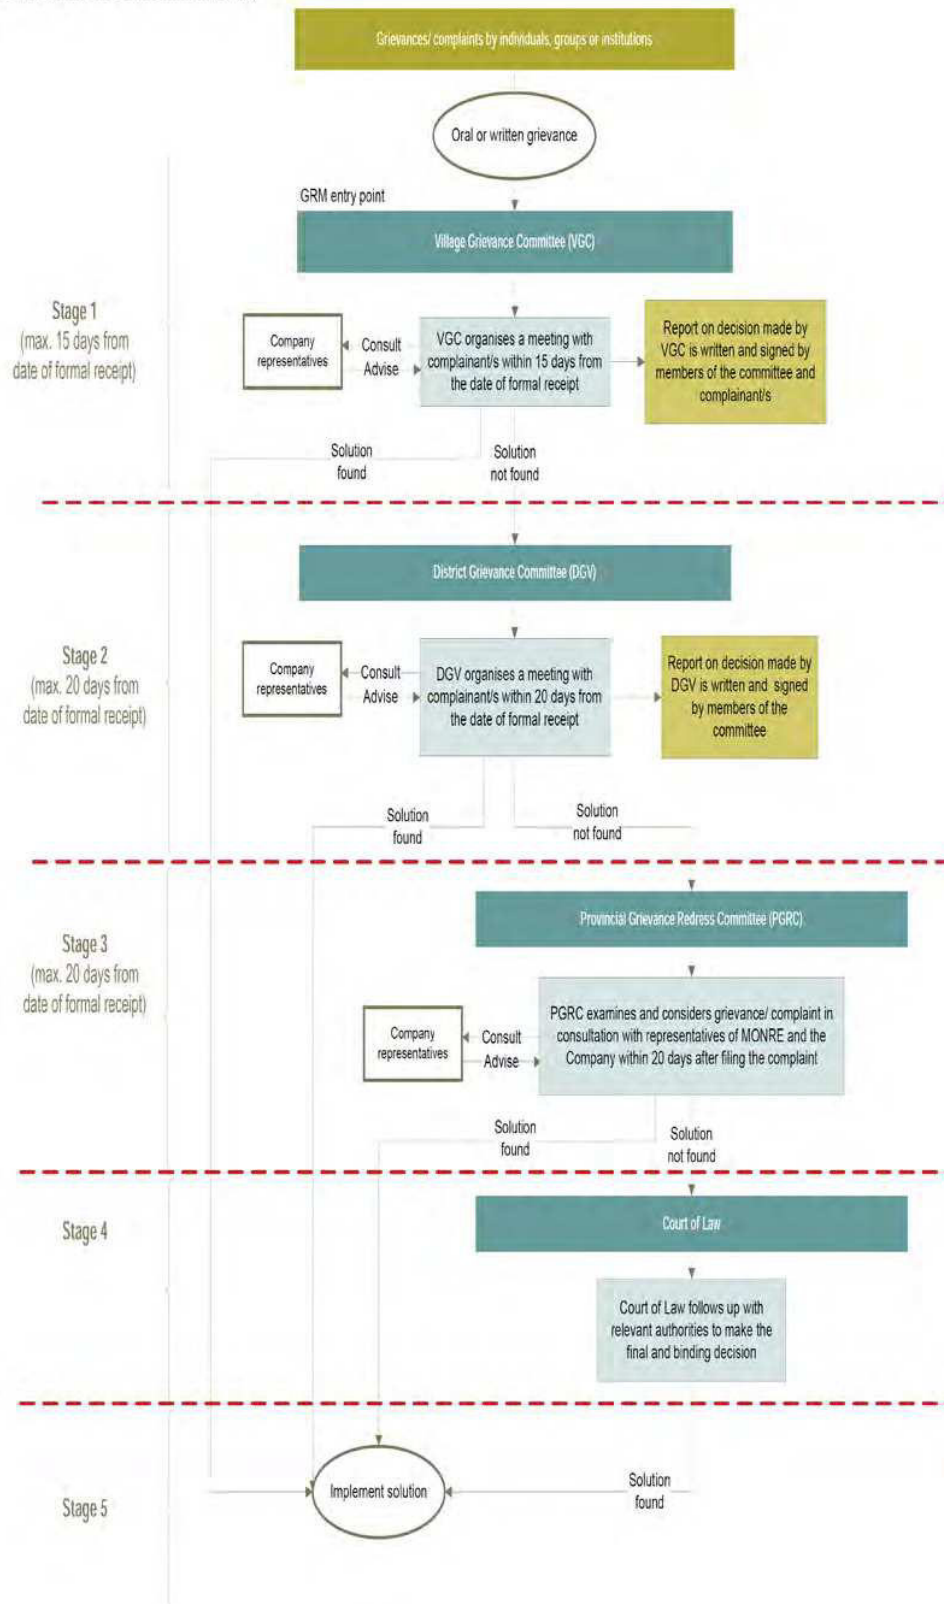 Grievances/ complaints by individuals, groups or institutions
Oral or written grievance
GRM entry point
Village Grievance Committee (VGC)
Stage 1
(max. 15 days from
date of formal receipt)
Company
representatives
Consult
Advise
VGC organises a meeting with
complainant/s within 15 days from
the date of formal receipt
Report on decision made by
VGC is written and signed by
members of the committee and
complainant/s
Solution
found
Solution
not found
District Grievance Committee (DGV)
Stage 2
(max. 20 days from
date of formal receipt)
Company
representatives
Consult
Advise
DGV organises a meeting with
complainant/s within 20 days from
the date of formal receipt
Report on decision made by
DGV is written and signed
by members of the
committee
Solution
found
Solution
not found
Provincial Grievance Redress Committee (PGRC)
Stage 3
(max. 20 days from
date of formal receipt)
Company
representatives
Consult
Advise
PGRC examines and considers grievance/ complaint in
consultation with representatives of MONRE and the
Company within 20 days after filing the complaint
Solution
found
Solution
not found
Stage 4
Court of Law
Court of Law follows up with
relevant authorities to make the
final and binding decision
Stage 5
Implement solution
Solution
found